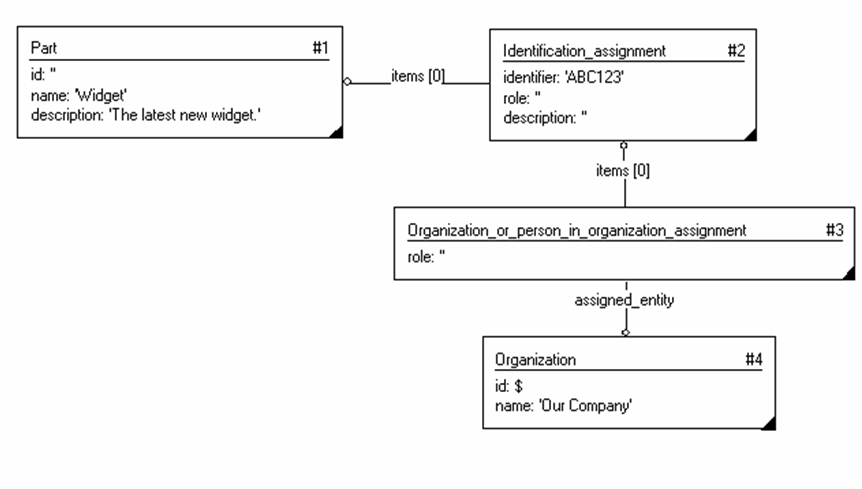 Part #1
id: ''
name: 'Widget'
description: 'The latest new widget.'
items [0]
Identification_assignment #2
identifier: 'ABC123'
role: ''
description: ''
items [0]
Organization_or_person_in_organization_assignment #3
role: ''
assigned_entity
Organization #4
id: $
name: 'Our Company'